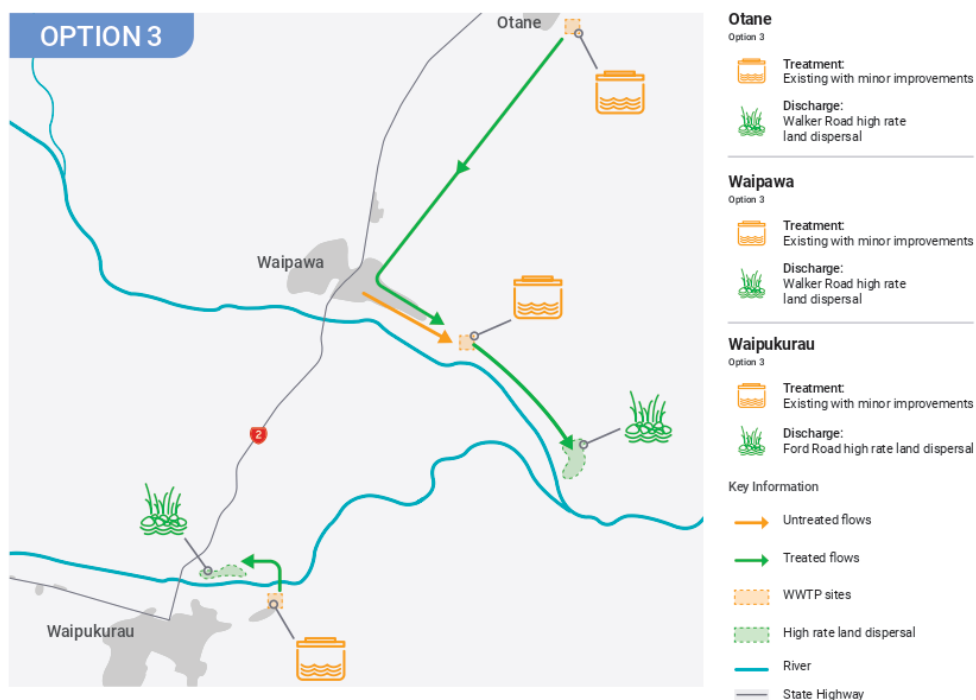 OPTION 3
Otane
Waipawa
2
Waipukurau
Otane
Option 3
Treatment:
Existing with minor improvements
Discharge:
Walker Road high rate
land dispersal
Waipawa
Option 3
Treatment:
Existing with minor improvements
Discharge:
Walker Road high rate
land dispersal
Waipukurau
Option 3
Treatment:
Existing with minor improvements
Discharge:
Ford Road high rate land dispersal
Key Information
Untreated flows
Treated flows
WWTP sites
High rate land dispersal
River
State Highway